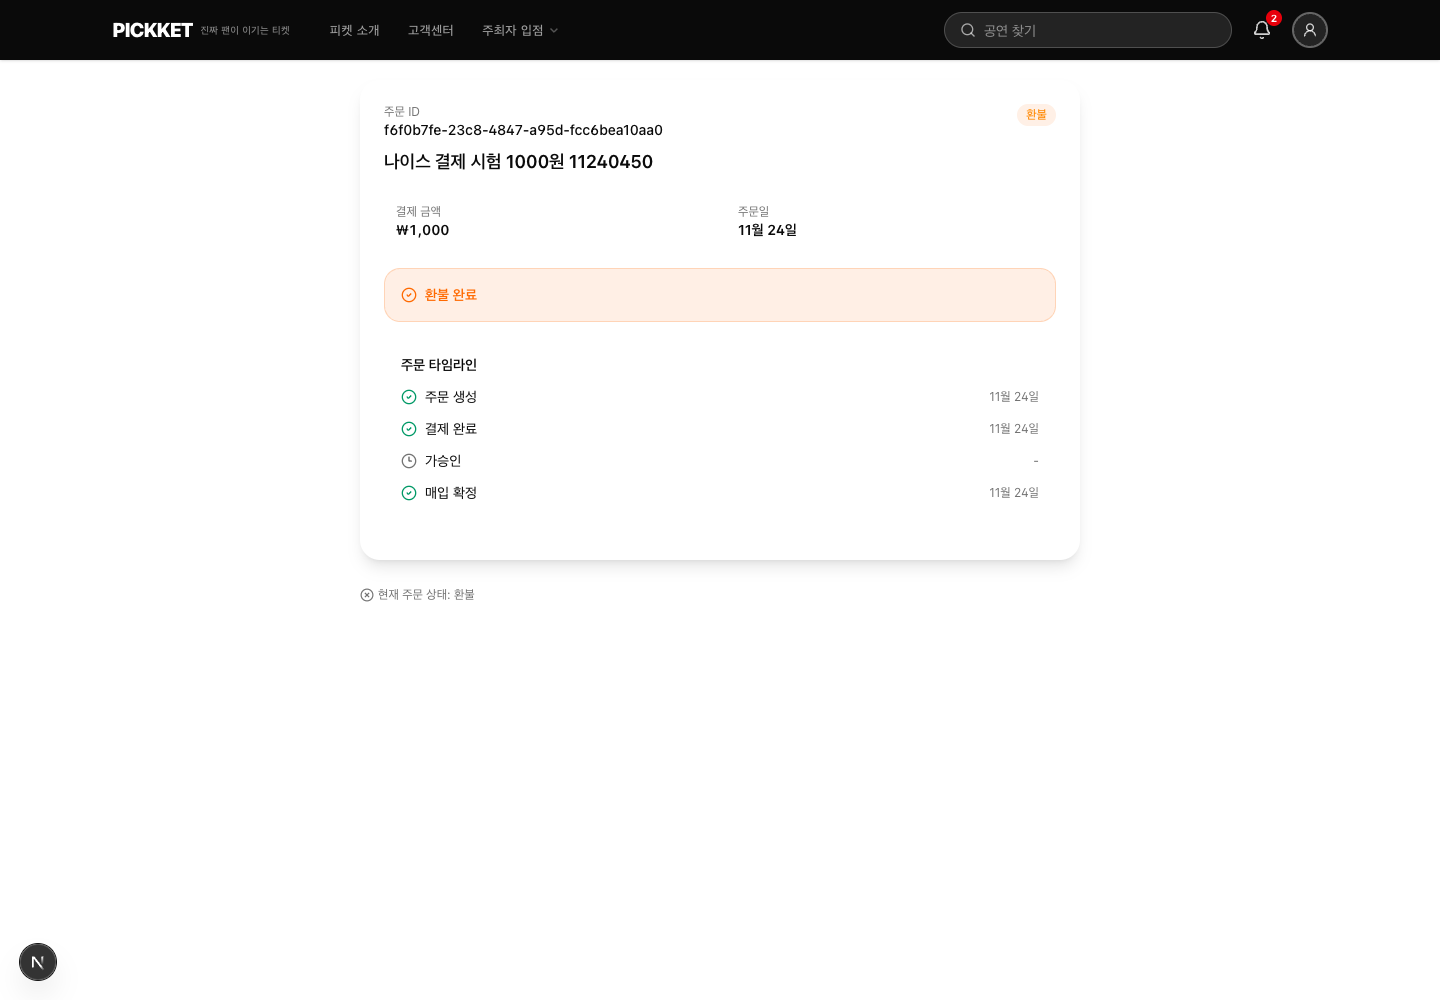 PICKKET 진짜 팬이 이기는 티켓 피켓 소개 고객센터 주최자 입점 공연 찾기 2
주문 ID 환불
f6f0b7fe-23c8-4847-a95d-fcc6bea10aa0
나이스 결제 시험 1000원 11240450
결제 금액 주문일
₩1,000 11월 24일
환불 완료
주문 타임라인
주문 생성 11월 24일
결제 완료 11월 24일
가승인 -
매입 확정 11월 24일
현재 주문 상태: 환불
N